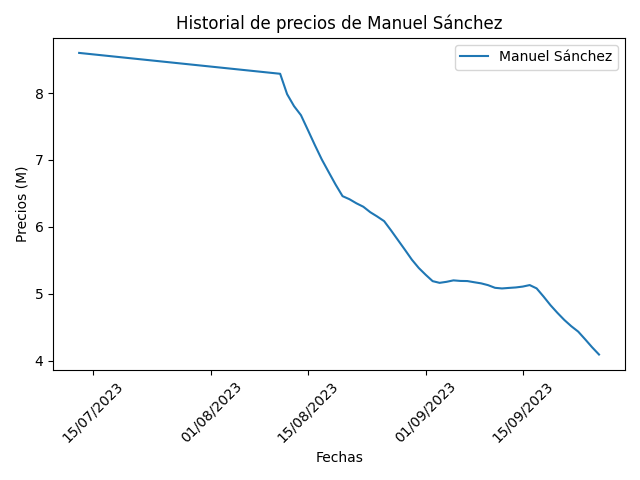 Historial de precios de Manuel Sánchez
Manuel Sánchez
Precios (M)
8
7
6
5
4
15/07/2023
01/08/2023
15/08/2023
01/09/2023
15/09/2023
Fechas